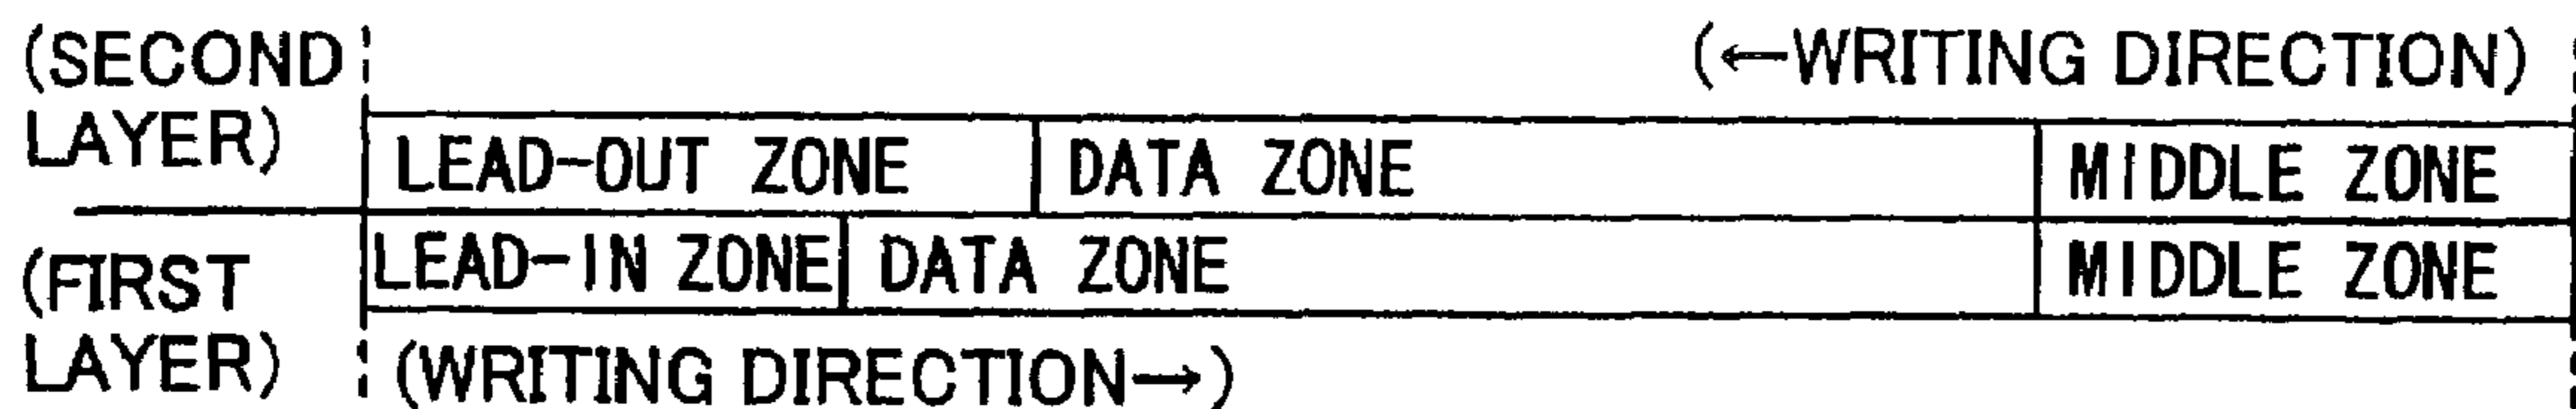 (SECOND
LAYER)
(←WRITING DIRECTION)
LEAD-OUT ZONE DATA ZONE MIDDLE ZONE
LEAD-IN ZONE DATA ZONE MIDDLE ZONE
(FIRST
LAYER)
(WRITING DIRECTION→)